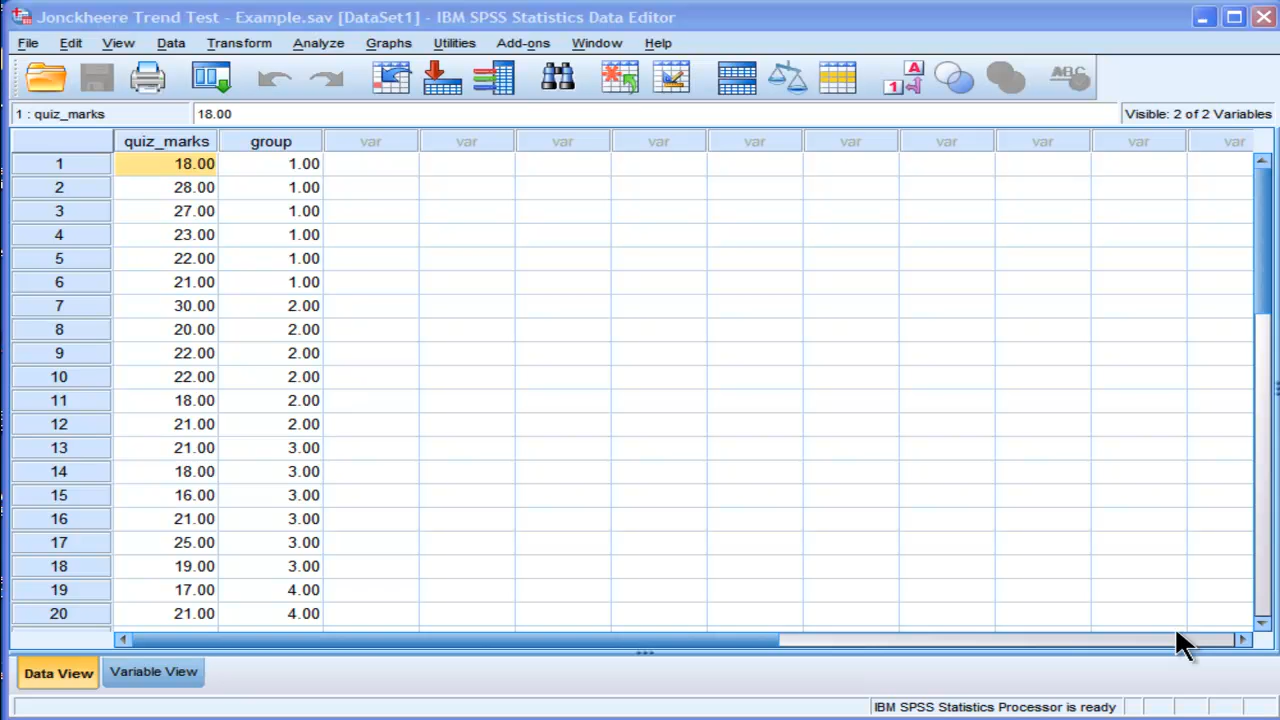 Jonckheere Trend Test - Example.sav [DataSet1] - IBM SPSS Statistics Data Editor
File Edit View Data Transform Analyze Graphs Utilities Add-ons Window Help
1 A ABC
1 : quiz_marks 18.00 Visible: 2 of 2 Variables
quiz_marks group var var var var var var var var var var
1 18.00 1.00
2 28.00 1.00
3 27.00 1.00
4 23.00 1.00
5 22.00 1.00
6 21.00 1.00
7 30.00 2.00
8 20.00 2.00
9 22.00 2.00
10 22.00 2.00
11 18.00 2.00
12 21.00 2.00
13 21.00 3.00
14 18.00 3.00
15 16.00 3.00
16 21.00 3.00
17 25.00 3.00
18 19.00 3.00
19 17.00 4.00
20 21.00 4.00
Data View Variable View
IBM SPSS Statistics Processor is ready